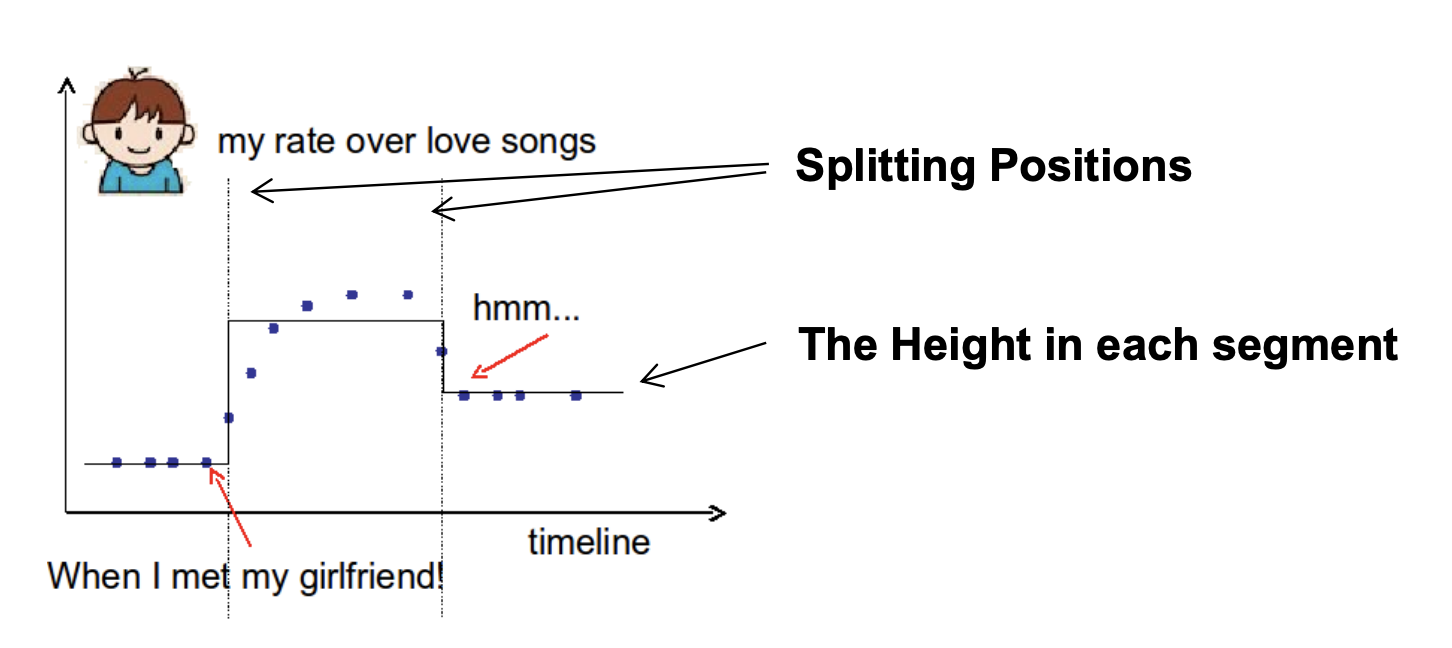 my rate over love songs
Splitting Positions
hmm...
The Height in each segment
timeline
When I met my girlfriend!